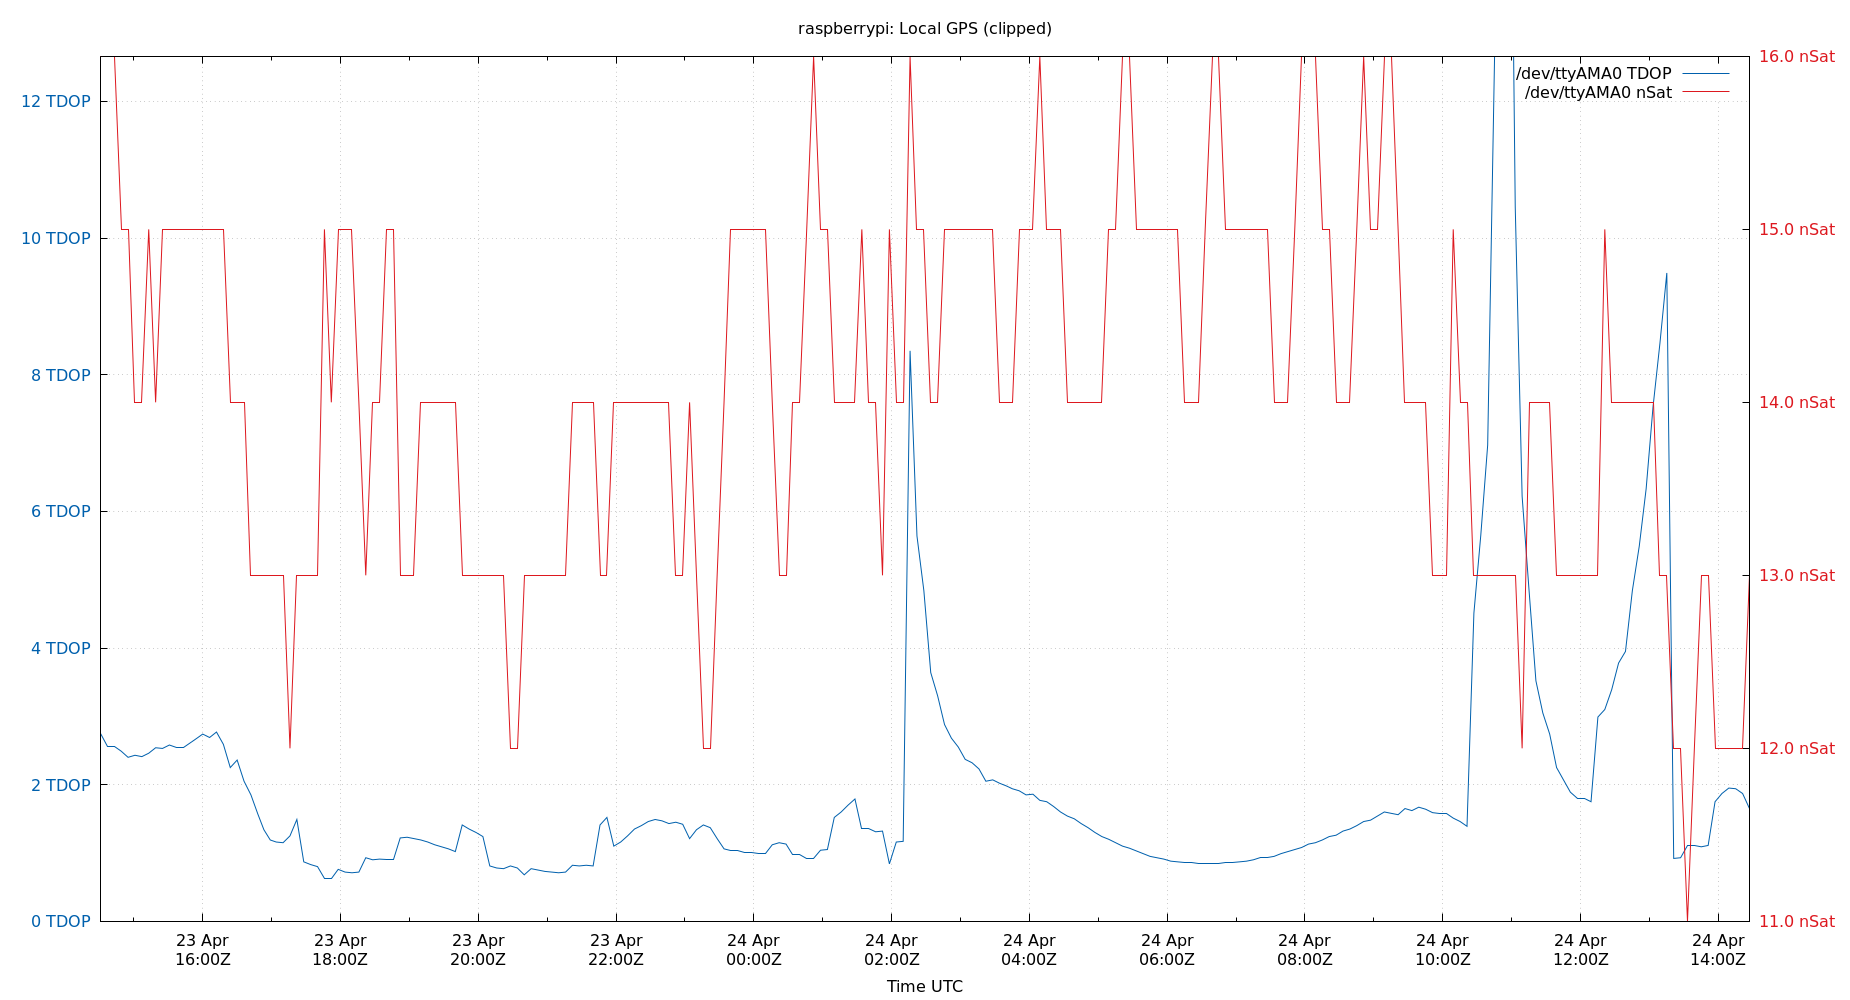 raspberrypi: Local GPS (clipped)
/dev/ttyAMA0 TDOP
/dev/ttyAMA0 nSat
12 TDOP
10 TDOP
8 TDOP
6 TDOP
4 TDOP
2 TDOP
0 TDOP
16.0 nSat
15.0 nSat
14.0 nSat
13.0 nSat
12.0 nSat
11.0 nSat
23 Apr
16:00Z
23 Apr
18:00Z
23 Apr
20:00Z
23 Apr
22:00Z
24 Apr
00:00Z
24 Apr
02:00Z
24 Apr
04:00Z
24 Apr
06:00Z
24 Apr
08:00Z
24 Apr
10:00Z
24 Apr
12:00Z
24 Apr
14:00Z
Time UTC